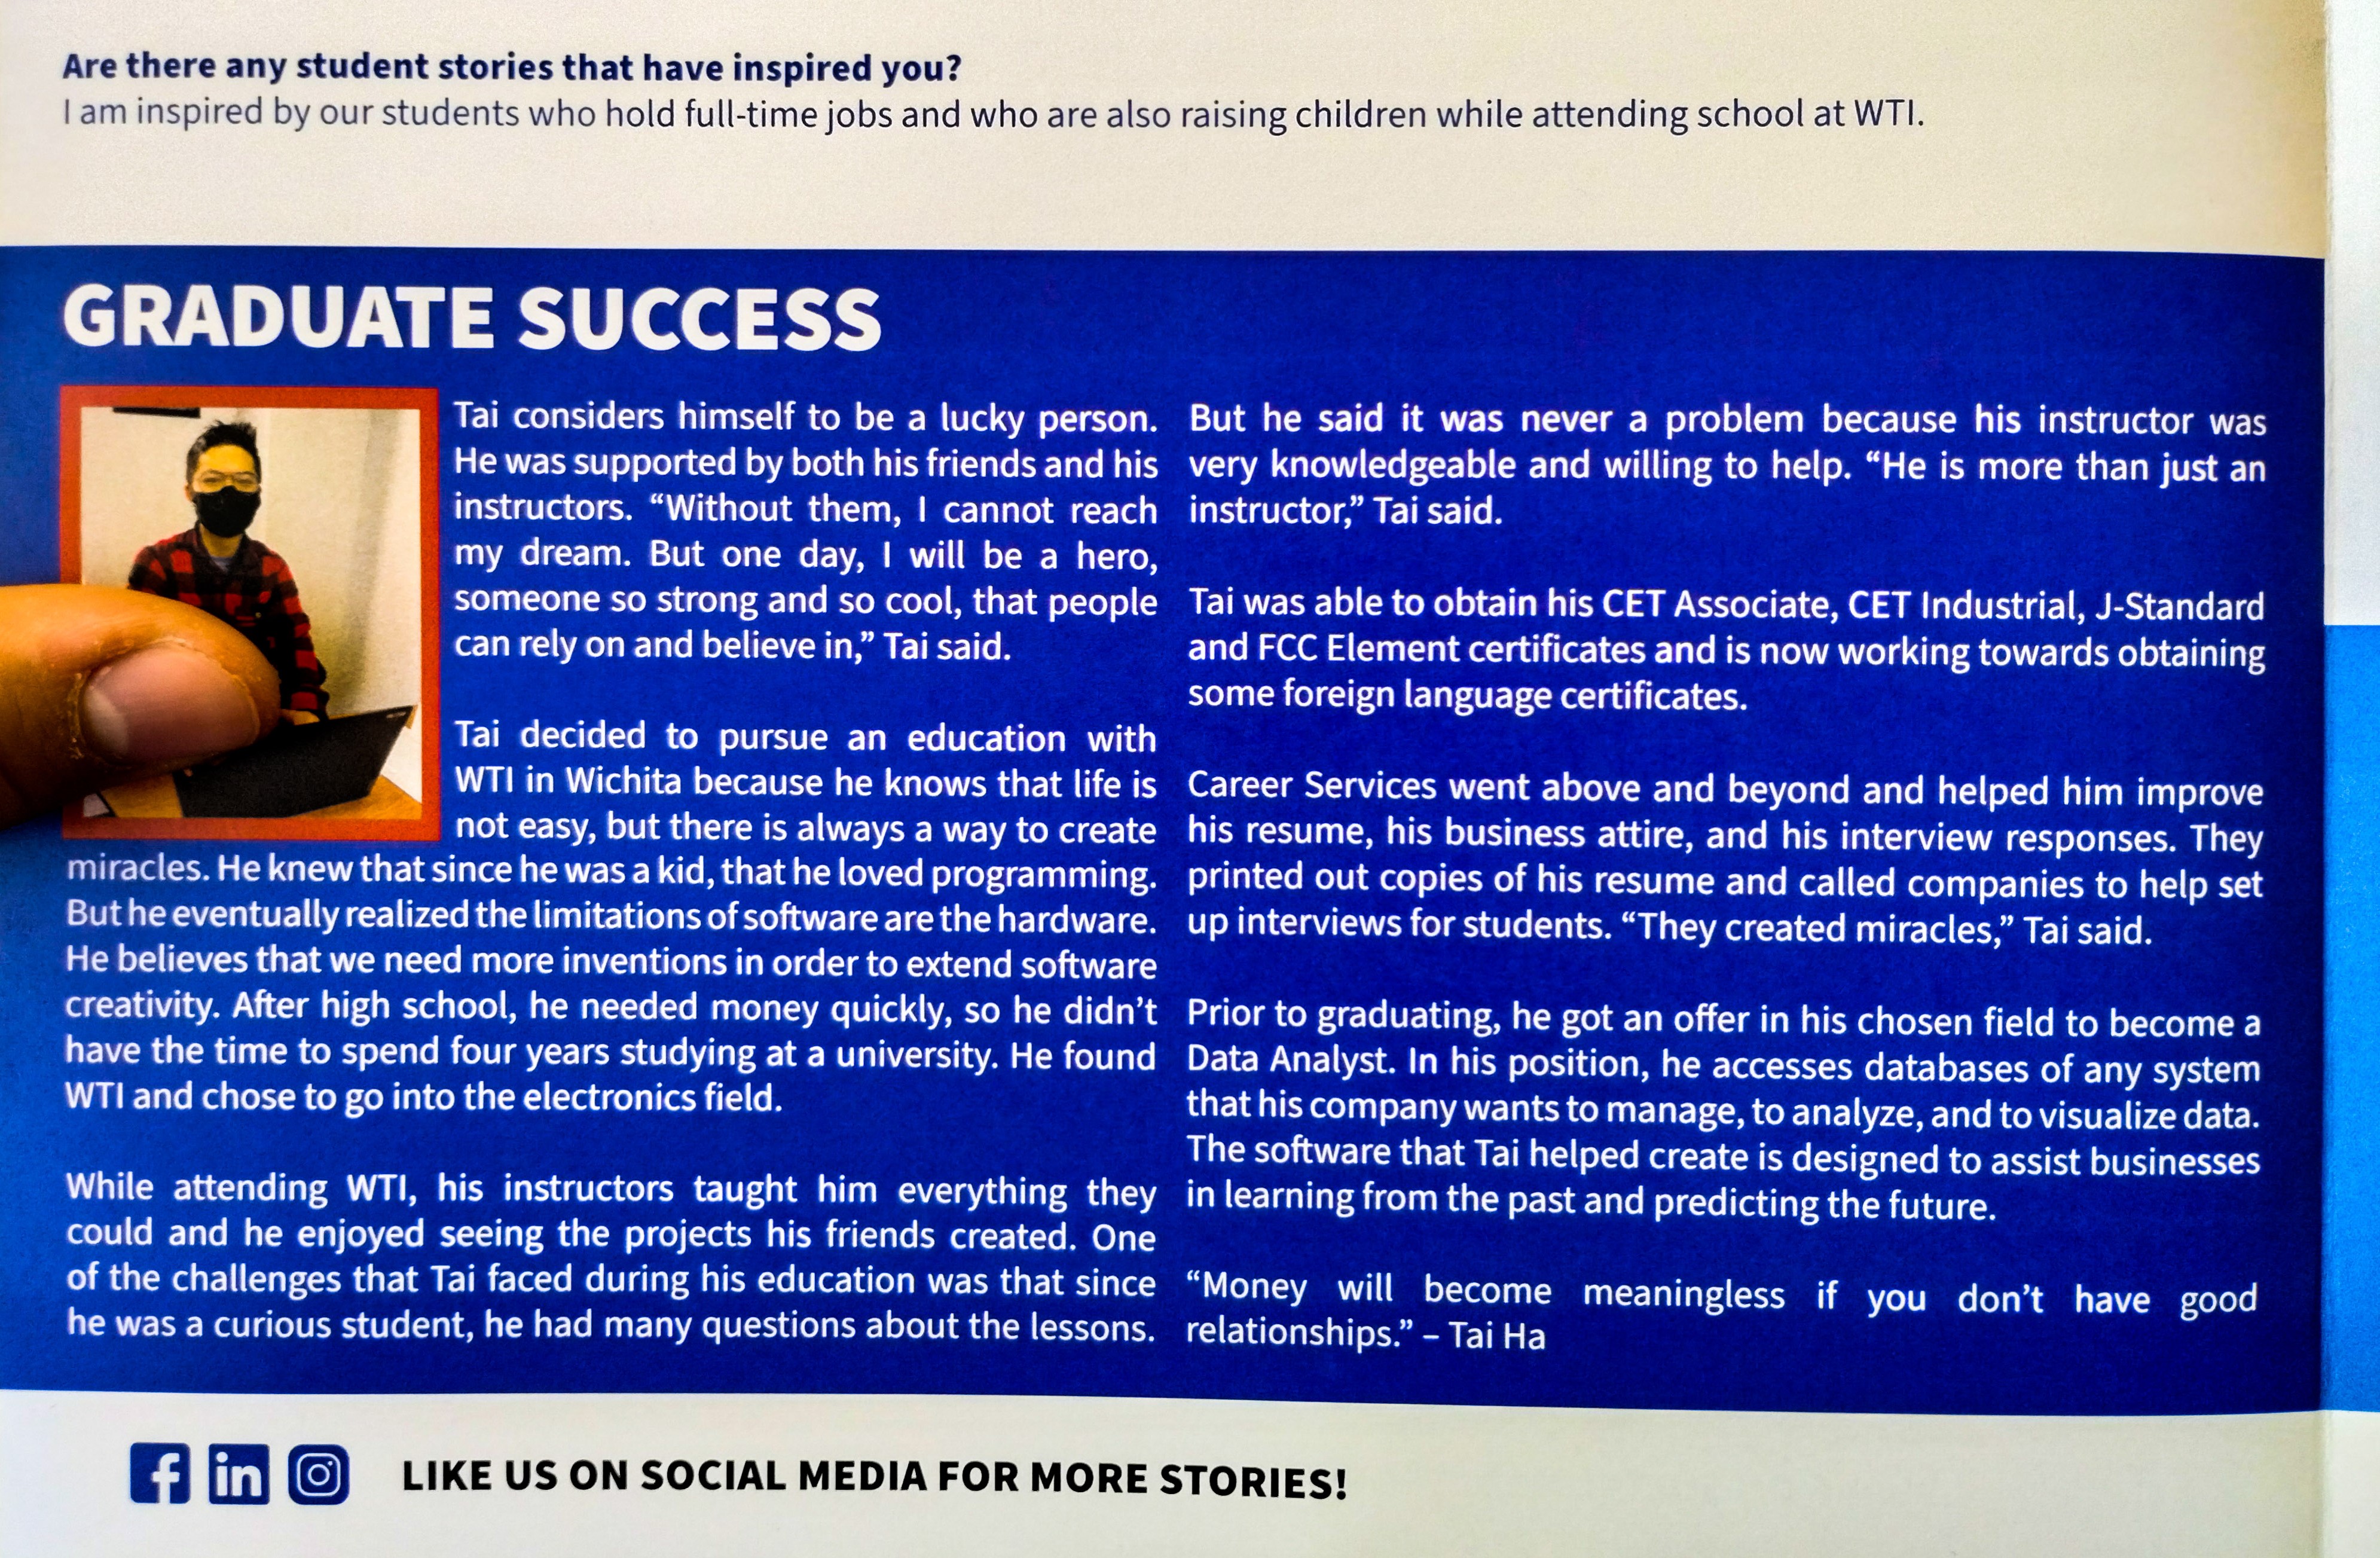 Are there any student stories that have inspired you?
I am inspired by our students who hold full-time jobs and who are also raising children while attending school at WTI.
GRADUATE SUCCESS
Tai considers himself to be a lucky person.
He was supported by both his friends and his
instructors. “Without them, I cannot reach
my dream. But one day, I will be a hero,
someone so strong and so cool, that people
can rely on and believe in,” Tai said.
Tai decided to pursue an education with
WTI in Wichita because he knows that life is
not easy, but there is always a way to create
miracles. He knew that since he was a kid, that he loved programming.
But he eventually realized the limitations of software are the hardware.
He believes that we need more inventions in order to extend software
creativity. After high school, he needed money quickly, so he didn’t
have the time to spend four years studying at a university. He found
WTI and chose to go into the electronics field.
While attending WTI, his instructors taught him everything they
could and he enjoyed seeing the projects his friends created. One
of the challenges that Tai faced during his education was that since
he was a curious student, he had many questions about the lessons.
But he said it was never a problem because his instructor was
very knowledgeable and willing to help. “He is more than just an
instructor,” Tai said.
Tai was able to obtain his CET Associate, CET Industrial, J-Standard
and FCC Element certificates and is now working towards obtaining
some foreign language certificates.
Career Services went above and beyond and helped him improve
his resume, his business attire, and his interview responses. They
printed out copies of his resume and called companies to help set
up interviews for students. “They created miracles,” Tai said.
Prior to graduating, he got an offer in his chosen field to become a
Data Analyst. In his position, he accesses databases of any system
that his company wants to manage, to analyze, and to visualize data.
The software that Tai helped create is designed to assist businesses
in learning from the past and predicting the future.
“Money will become meaningless if you don’t have good
relationships.” – Tai Ha
f in
LIKE US ON SOCIAL MEDIA FOR MORE STORIES!